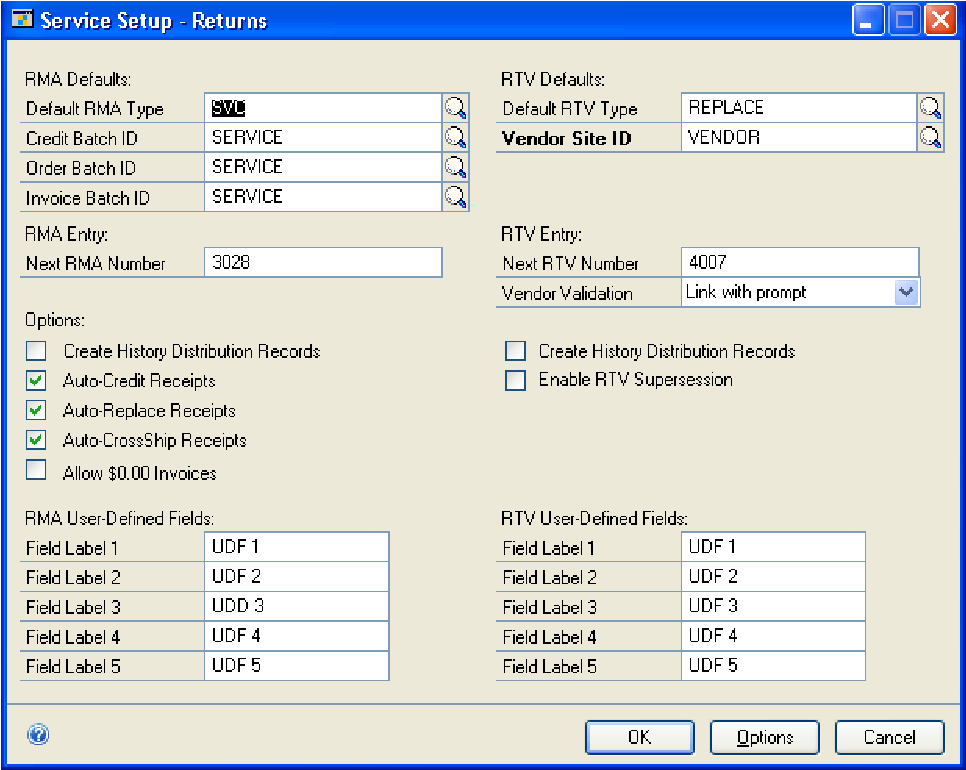 Service Setup - Returns
RMA Defaults:
Default RMA Type SVC
Credit Batch ID SERVICE
Order Batch ID SERVICE
Invoice Batch ID SERVICE
RTV Defaults:
Default RTV Type REPLACE
Vendor Site ID VENDOR
RMA Entry:
Next RMA Number 3028
RTV Entry:
Next RTV Number 4007
Vendor Validation Link with prompt
Options:
Create History Distribution Records
Auto-Credit Receipts
Auto-Replace Receipts
Auto-CrossShip Receipts
Allow $0.00 Invoices
Create History Distribution Records
Enable RTV Supersession
RMA User-Defined Fields:
Field Label 1 UDF 1
Field Label 2 UDF 2
Field Label 3 UDD 3
Field Label 4 UDF 4
Field Label 5 UDF 5
RTV User-Defined Fields:
Field Label 1 UDF 1
Field Label 2 UDF 2
Field Label 3 UDF 3
Field Label 4 UDF 4
Field Label 5 UDF 5
OK
Options
Cancel